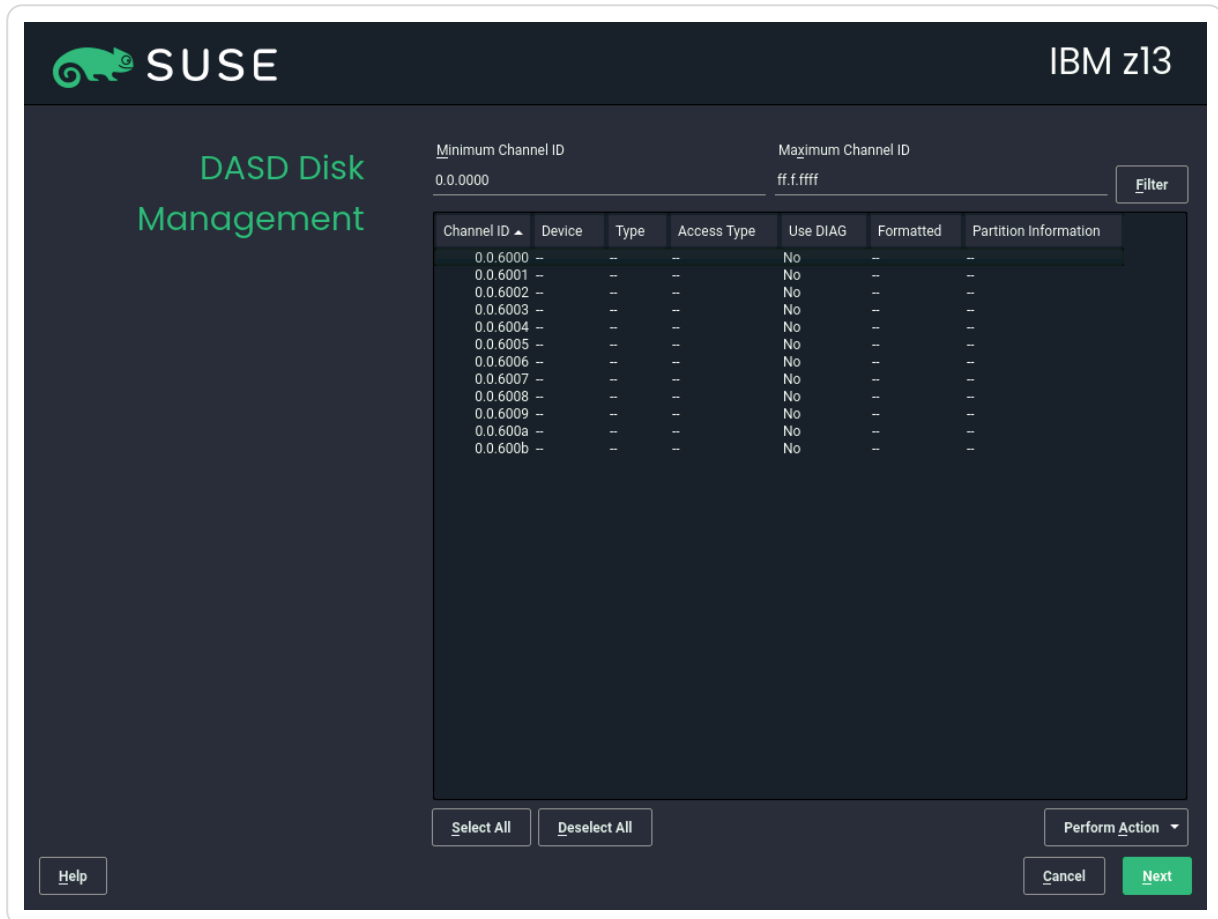 SUSE
IBM z13
DASD Disk
Management
Minimum Channel ID
Maximum Channel ID
0.0.0000
ff.f.ffff
Filter
Channel ID Device Type Access Type Use DIAG Formatted Partition Information
0.0.6000 -- -- -- No -- --
0.0.6001 -- -- -- No -- --
0.0.6002 -- -- -- No -- --
0.0.6003 -- -- -- No -- --
0.0.6004 -- -- -- No -- --
0.0.6005 -- -- -- No -- --
0.0.6006 -- -- -- No -- --
0.0.6007 -- -- -- No -- --
0.0.6008 -- -- -- No -- --
0.0.6009 -- -- -- No -- --
0.0.600a -- -- -- No -- --
0.0.600b -- -- -- No -- --
Select All
Deselect All
Perform Action
Help
Cancel
Next